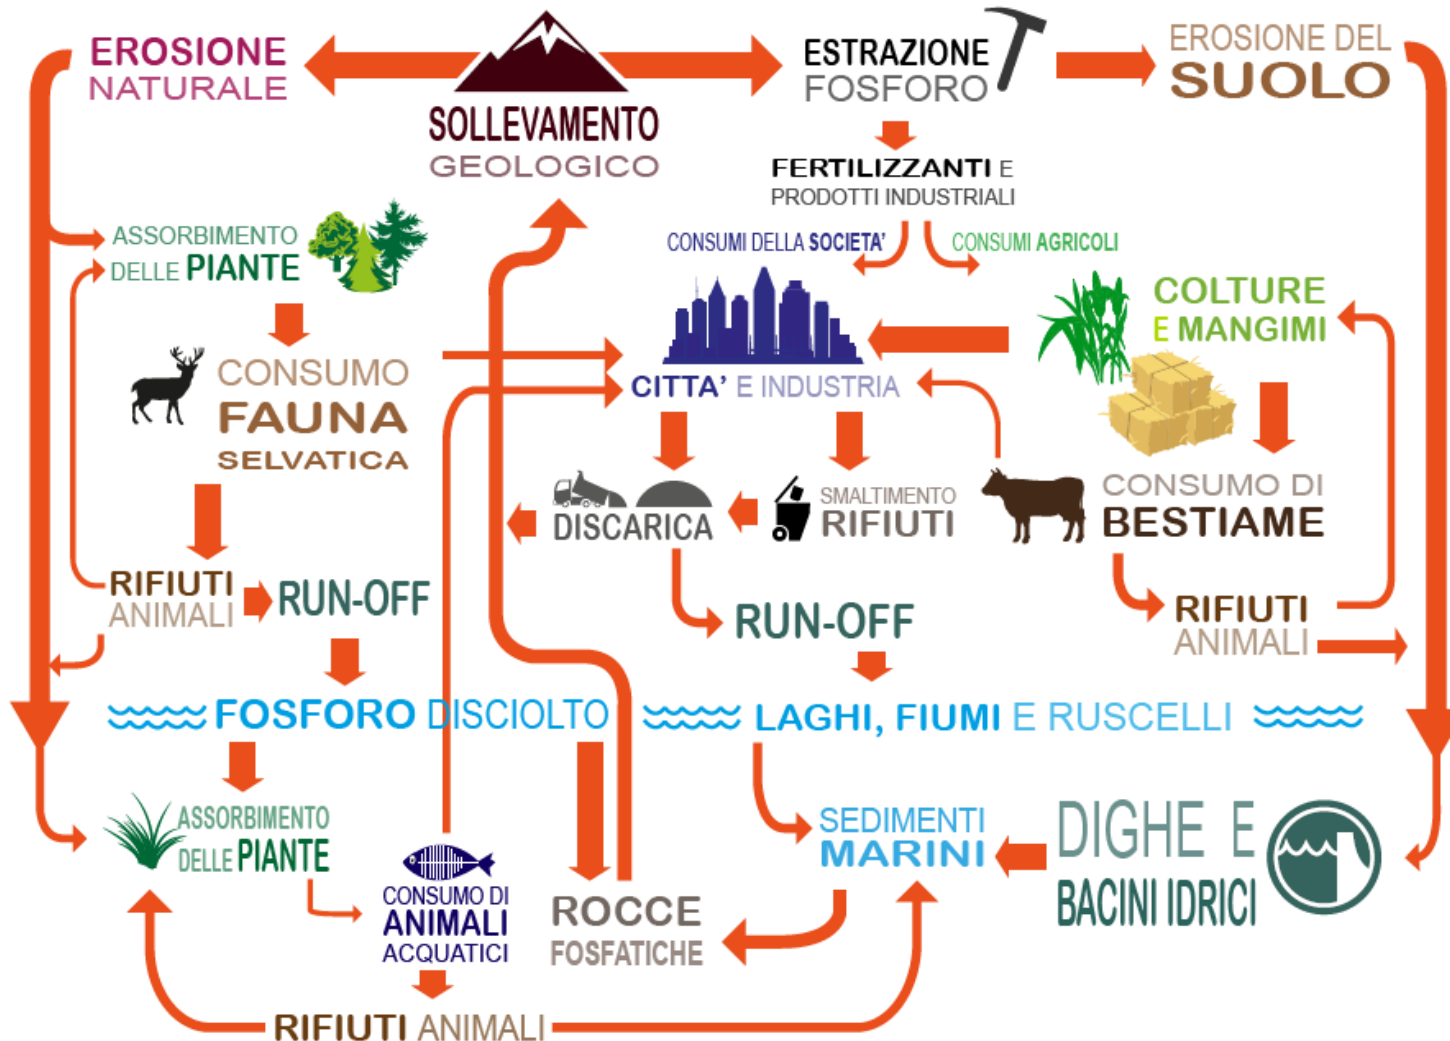 EROSIONE
NATURALE
SOLLEVAMENTO
GEOLOGICO
ESTRAZIONE
FOSFORO
EROSIONE DEL
SUOLO
FERTILIZZANTI E
PRODOTTI INDUSTRIALI
ASSORBIMENTO
DELLE PIANTE
CONSUMI DELLA SOCIETA'
CONSUMI AGRICOLI
COLTURE
E MANGIMI
CONSUMO
FAUNA
SELVATICA
CITTA' E INDUSTRIA
DISCARICA
SMALTIMENTO
RIFIUTI
CONSUMO DI
BESTIAME
RIFIUTI
ANIMALI
RUN-OFF
RUN-OFF
RIFIUTI
ANIMALI
FOSFORO DISCIOLTO
LAGHI, FIUMI E RUSCELLI
ASSORBIMENTO
DELLE PIANTE
CONSUMO DI
ANIMALI
ACQUATICI
ROCCE
FOSFATICHE
SEDIMENTI
MARINI
DIGHE E
BACINI IDRICI
RIFIUTI ANIMALI